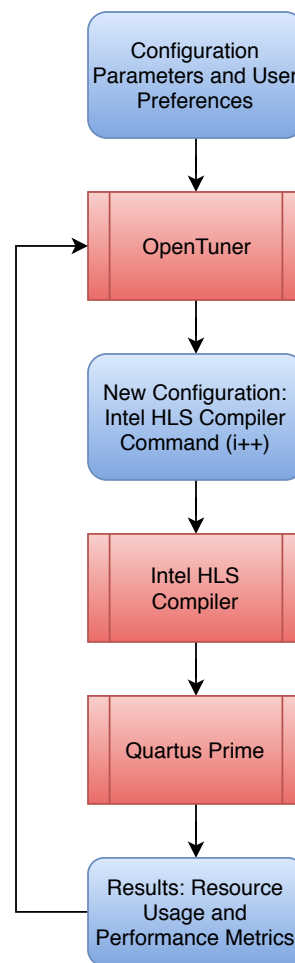 Configuration
Parameters and User
Preferences
OpenTuner
New Configuration:
Intel HLS Compiler
Command (i++)
Intel HLS
Compiler
Quartus Prime
Results: Resource
Usage and
Performance Metrics